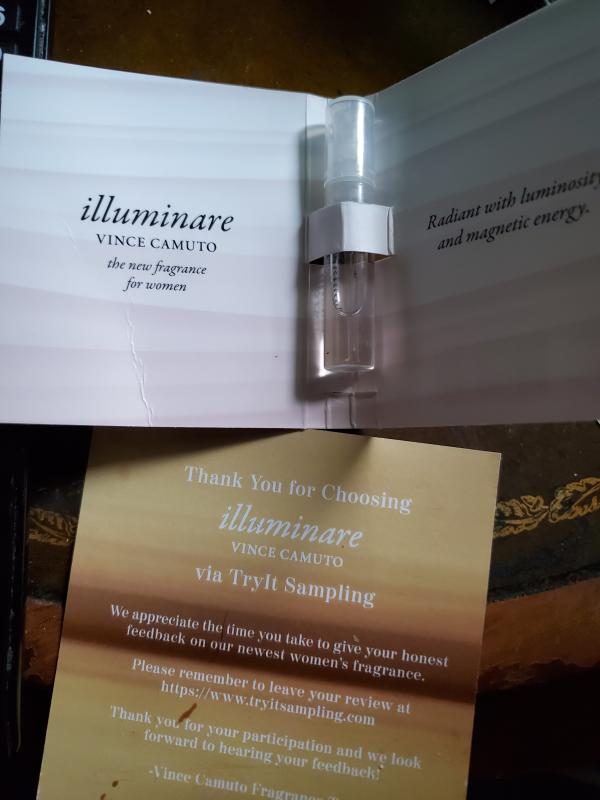 illuminare
VINCE CAMUTO
the new fragrance
for women
Radiant with luminosity
and magnetic energy.
Thank You for Choosing
illuminare
VINCE CAMUTO
via TryIt Sampling
We appreciate the time you take to give your honest
feedback on our newest women's fragrance.
Please remember to leave your review at
https://www.tryitsampling.com
Thank you for your participation and we look
forward to hearing your feedback!
-Vince Camuto Fragrance